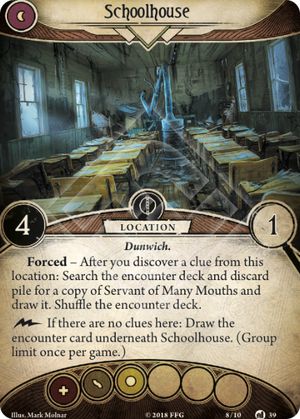 Schoolhouse
4
LOCATION
1
Dunwich.
Forced – After you discover a clue from this
location: Search the encounter deck and discard
pile for a copy of Servant of Many Mouths and
draw it. Shuffle the encounter deck.
If there are no clues here: Draw the
encounter card underneath Schoolhouse. (Group
limit once per game.)
Illus. Mark Molnar
© 2018 FFG
8/10
39